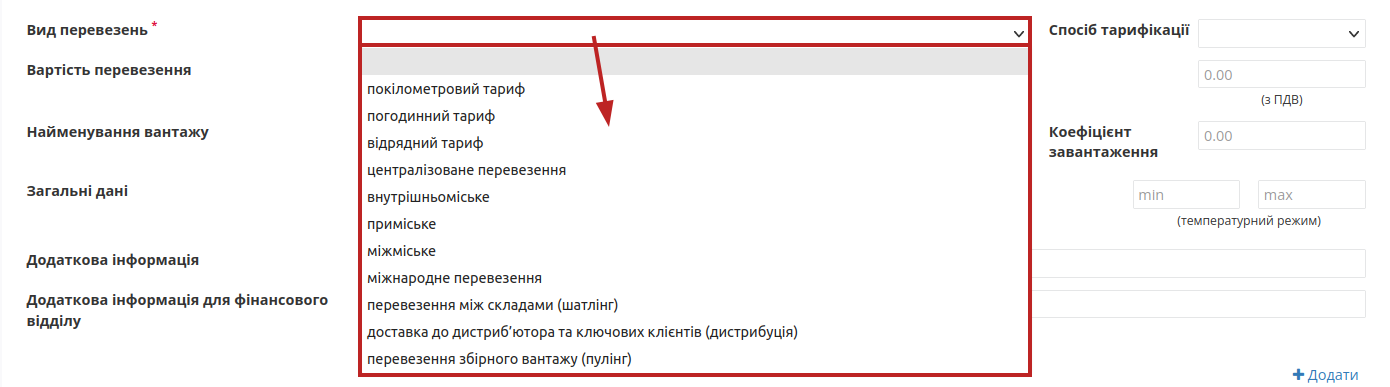 Вид перевезень *
Спосіб тарифікації
Вартість перевезення
0.00
(з ПДВ)
покілометровий тариф
погодинний тариф
відрядний тариф
централізоване перевезення
внутрішньоміське
приміське
міжміське
міжнародне перевезення
перевезення між складами (шатлінг)
доставка до дистриб’ютора та ключових клієнтів (дистрибуція)
перевезення збірного вантажу (пулінг)
Найменування вантажу
Коефіцієнт
завантаження
0.00
Загальні дані
min
max
(температурний режим)
Додаткова інформація
Додаткова інформація для фінансового
відділу
+ Додати